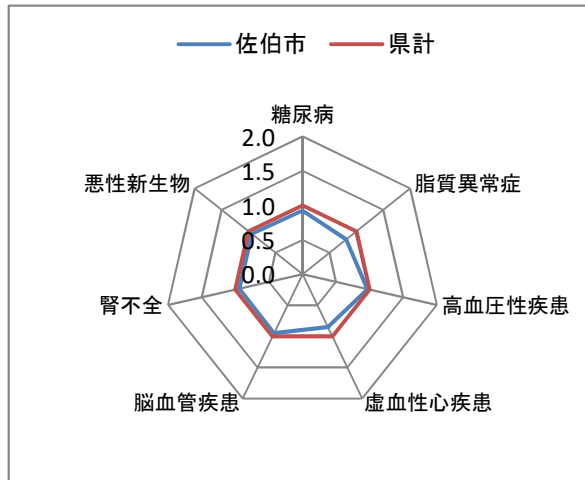 佐伯市 県計
糖尿病
脂質異常症
高血圧性疾患
虚血性心疾患
脳血管疾患
腎不全
悪性新生物
2.0
1.5
1.0
0.5
0.0